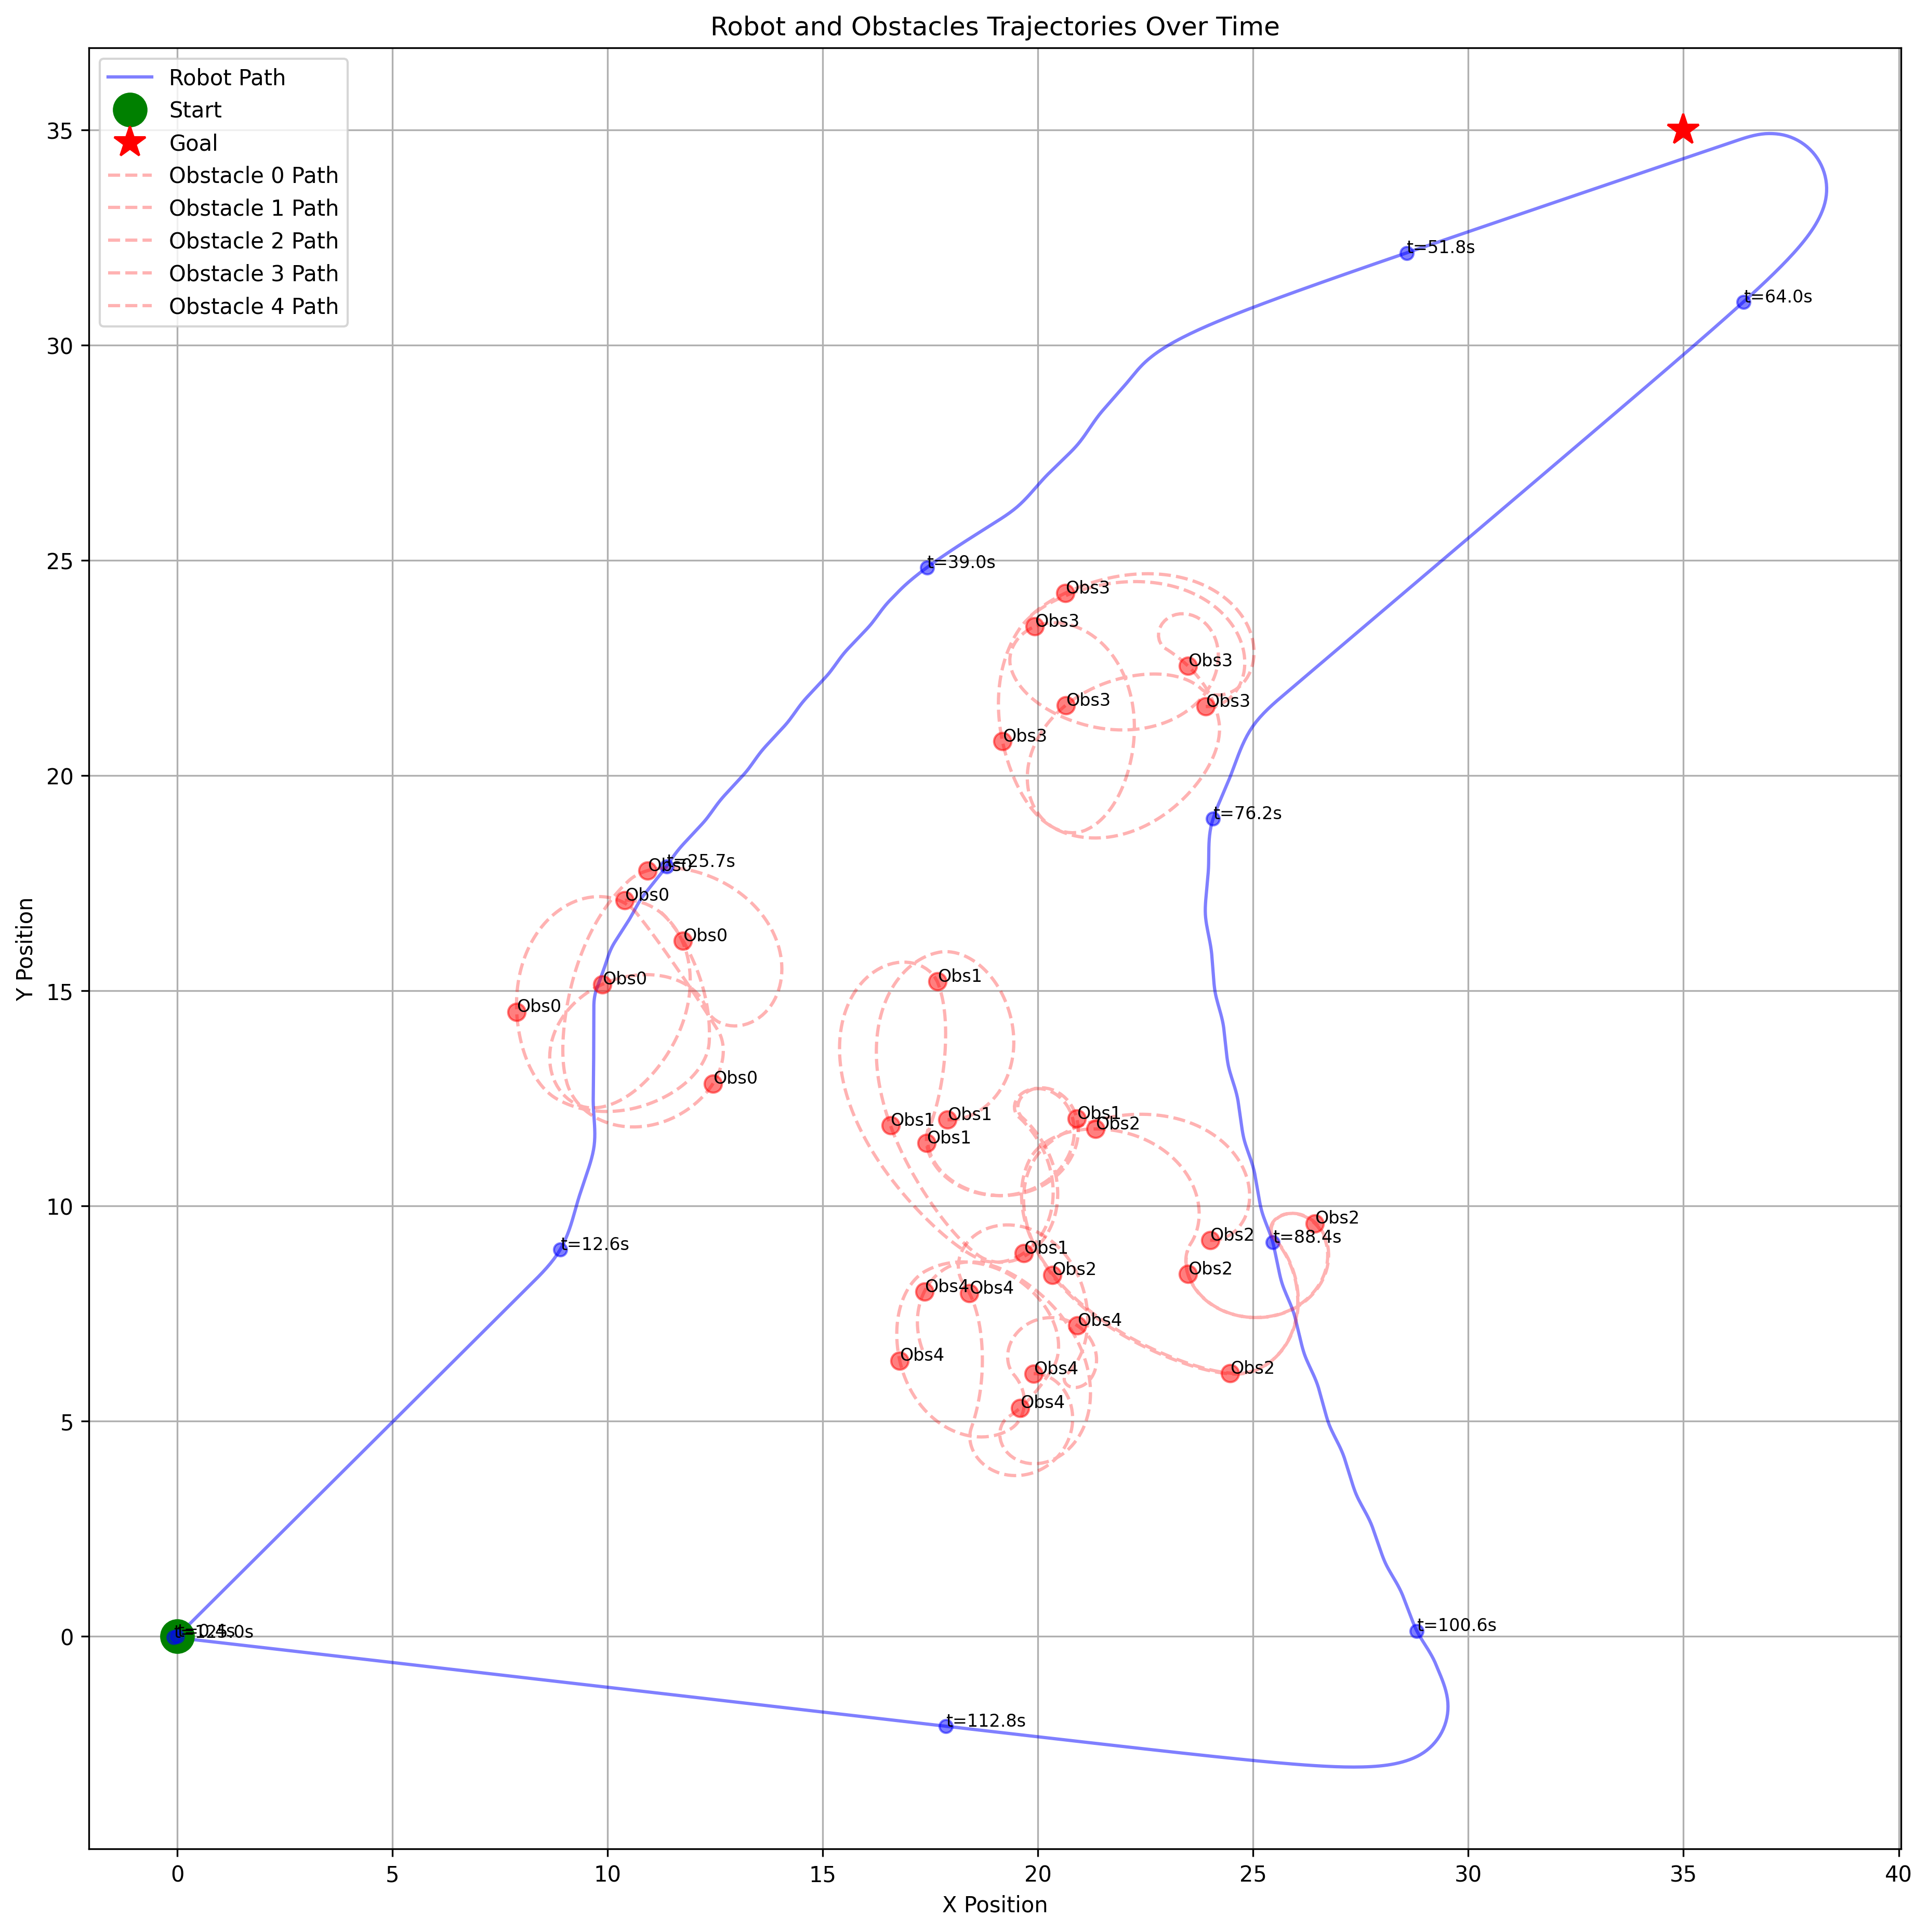 Robot and Obstacles Trajectories Over Time
Robot Path
Start
Goal
Obstacle 0 Path
Obstacle 1 Path
Obstacle 2 Path
Obstacle 3 Path
Obstacle 4 Path
Y Position
35
30
25
20
15
10
5
0
t=51.8s
t=64.0s
t=39.0s
Obs3
Obs3
Obs3
Obs3
Obs3
Obs3
t=76.2s
t=25.7s
Obs0
Obs0
Obs0
Obs0
Obs0
Obs0
Obs1
Obs1
Obs1
Obs1
Obs1
Obs2
t=12.6s
Obs1
Obs2
Obs2
t=88.4s
Obs2
Obs2
Obs4
Obs4
Obs4
Obs4
Obs4
Obs2
Obs4
t=100.6s
t=125.0s
t=112.8s
0
5
10
15
20
25
30
35
40
X Position